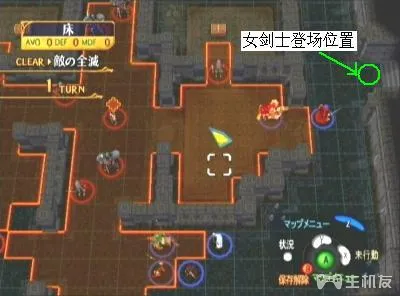 床
AVO 0 DEF 0 MDF 0
CLEAR▶敵の全滅
1 TURN
女剑士登场位置
マップメニュー
Z
状況
未行動
A
保存解除
主机友